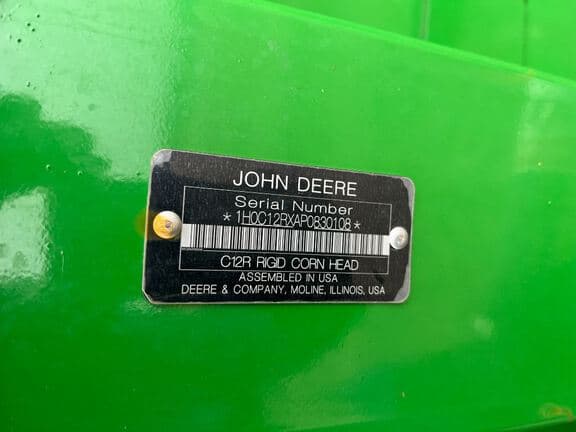 JOHN DEERE
Serial Number
*1H0C12RXAP0830108*
C12R RIGID CORN HEAD
ASSEMBLED IN USA
DEERE & COMPANY, MOLINE, ILLINOIS, USA